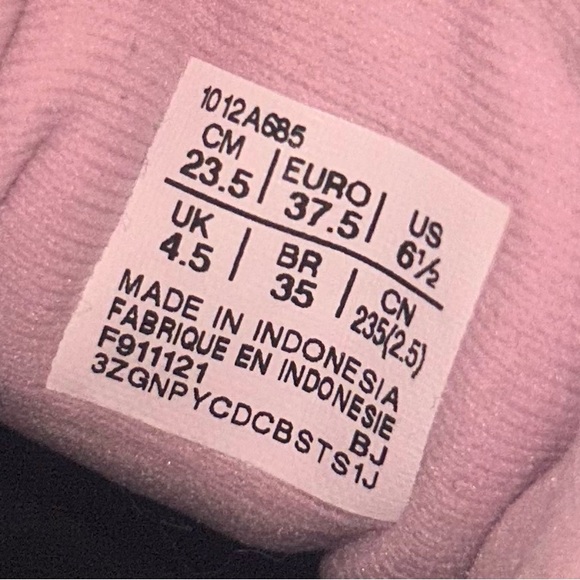 1012A685
CM EURO US
23.5 37.5 6½
UK BR CN
4.5 35 235(2.5)
MADE IN INDONESIA
FABRIQUE EN INDONESIE
F911121 BJ
3ZGNPYCDCBSTS1J